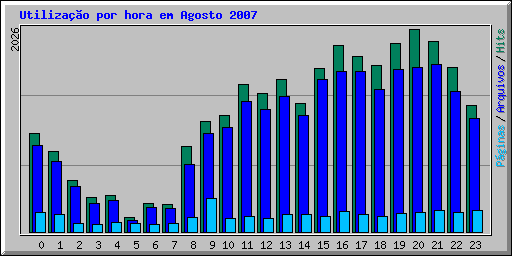 Utilização por hora em Agosto 2007
2026
Páginas / Arquivos / Hits
0 1 2 3 4 5 6 7 8 9 10 11 12 13 14 15 16 17 18 19 20 21 22 23